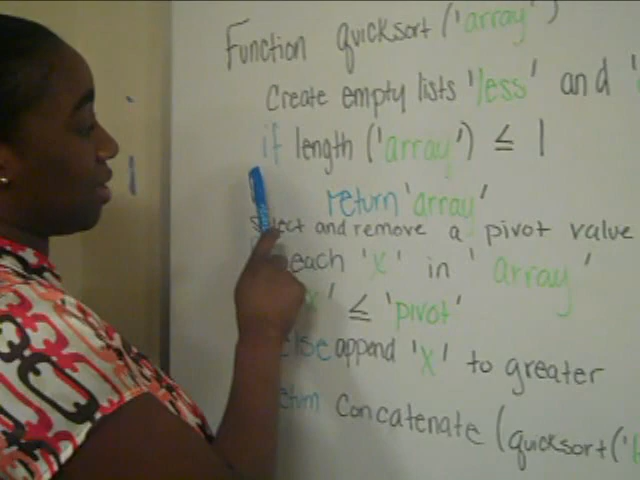 Function quicksort ('array')
Create empty lists 'less' and '
if length ('array') ≤ 1
return 'array'
and remove a pivot value
each 'x' in 'array'
x' ≤ 'pivot'
else append 'x' to greater
Concatenate (quicksort('